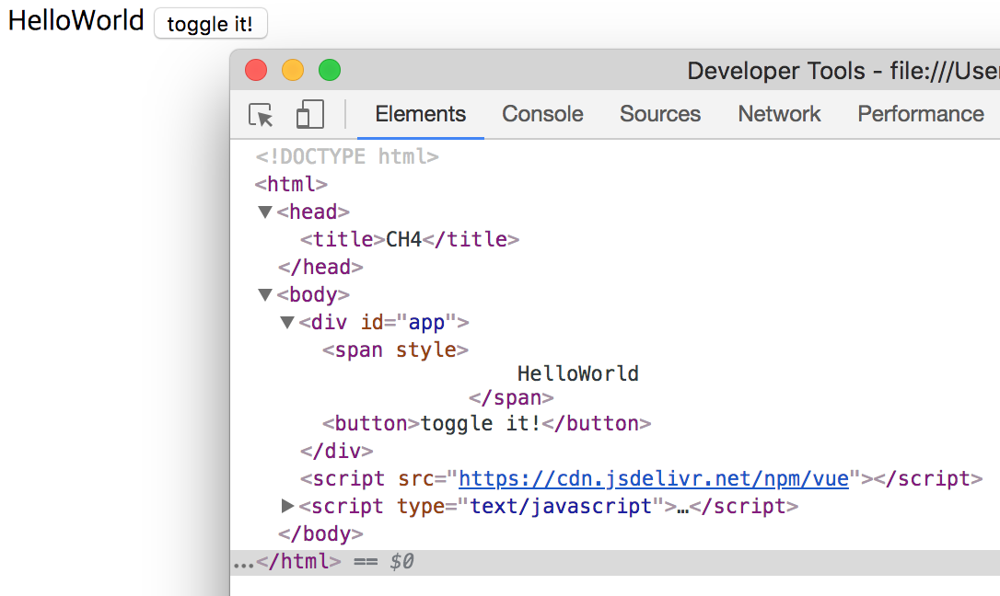 HelloWorld toggle it!
Developer Tools - file:///User
Elements Console Sources Network Performance
<!DOCTYPE html>
<html>
<head>
<title>CH4</title>
</head>
<body>
<div id="app">
<span style>
HelloWorld
</span>
<button>toggle it!</button>
</div>
<script src="https://cdn.jsdelivr.net/npm/vue"></script>
<script type="text/javascript">…</script>
</body>
…</html> == $0